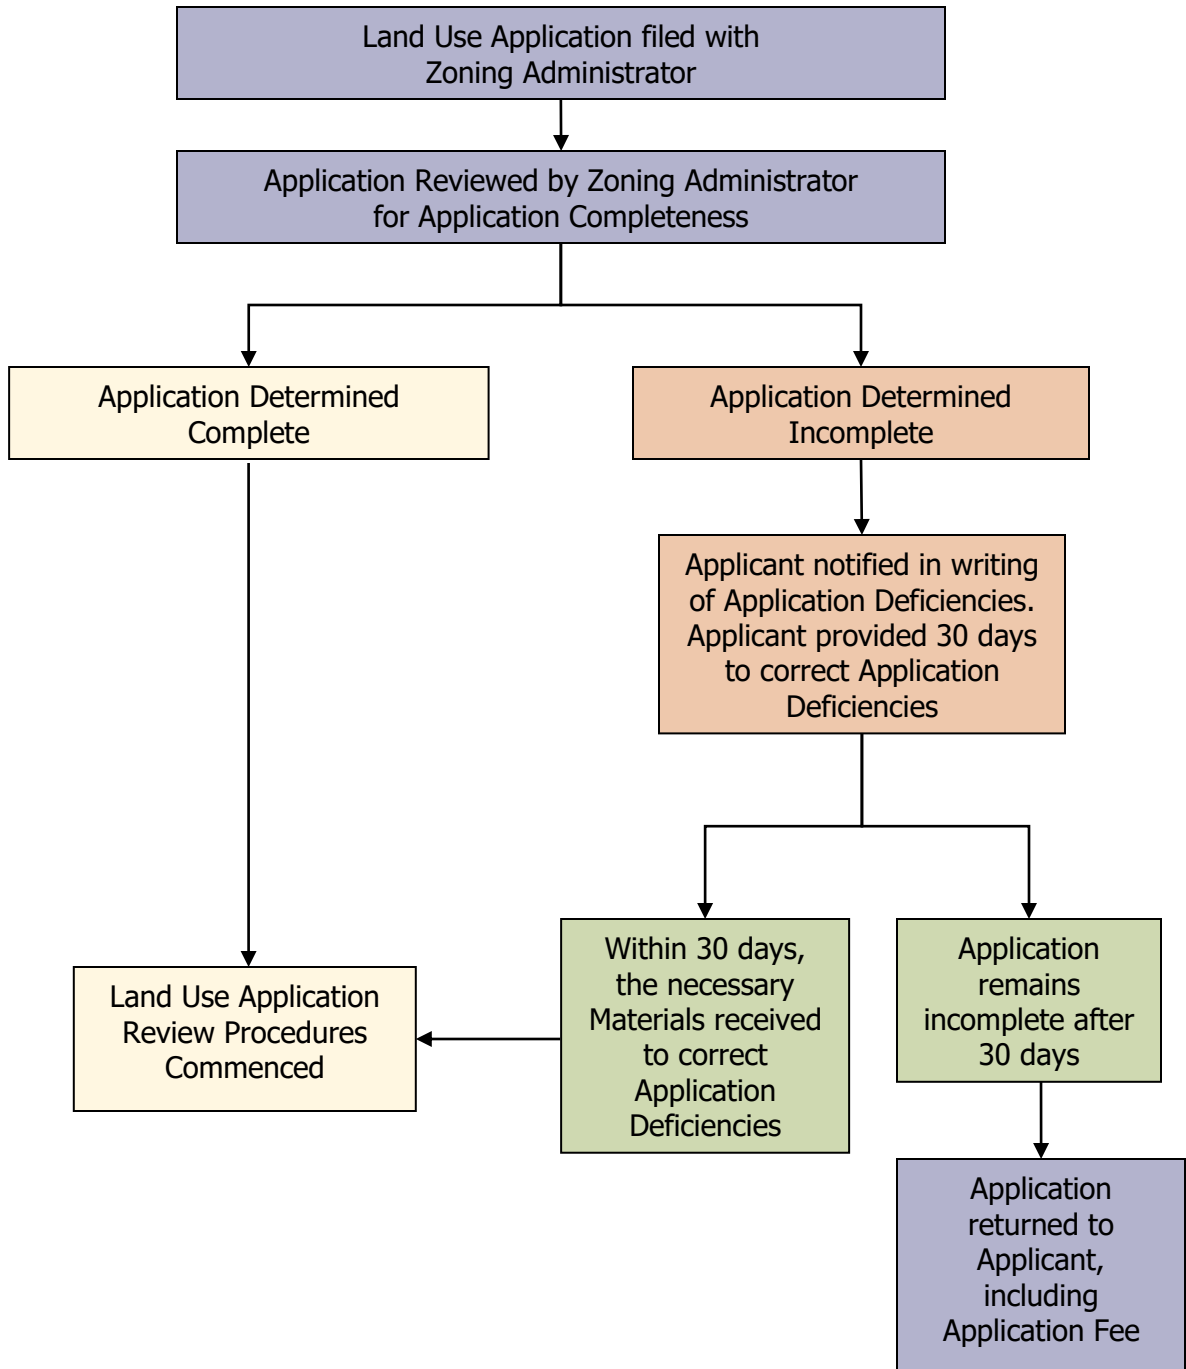 Land Use Application filed with
Zoning Administrator
Application Reviewed by Zoning Administrator
for Application Completeness
Application Determined
Complete
Application Determined
Incomplete
Applicant notified in writing
of Application Deficiencies.
Applicant provided 30 days
to correct Application
Deficiencies
Within 30 days,
the necessary
Materials received
to correct
Application
Deficiencies
Application
remains
incomplete after
30 days
Land Use Application
Review Procedures
Commenced
Application
returned to
Applicant,
including
Application Fee